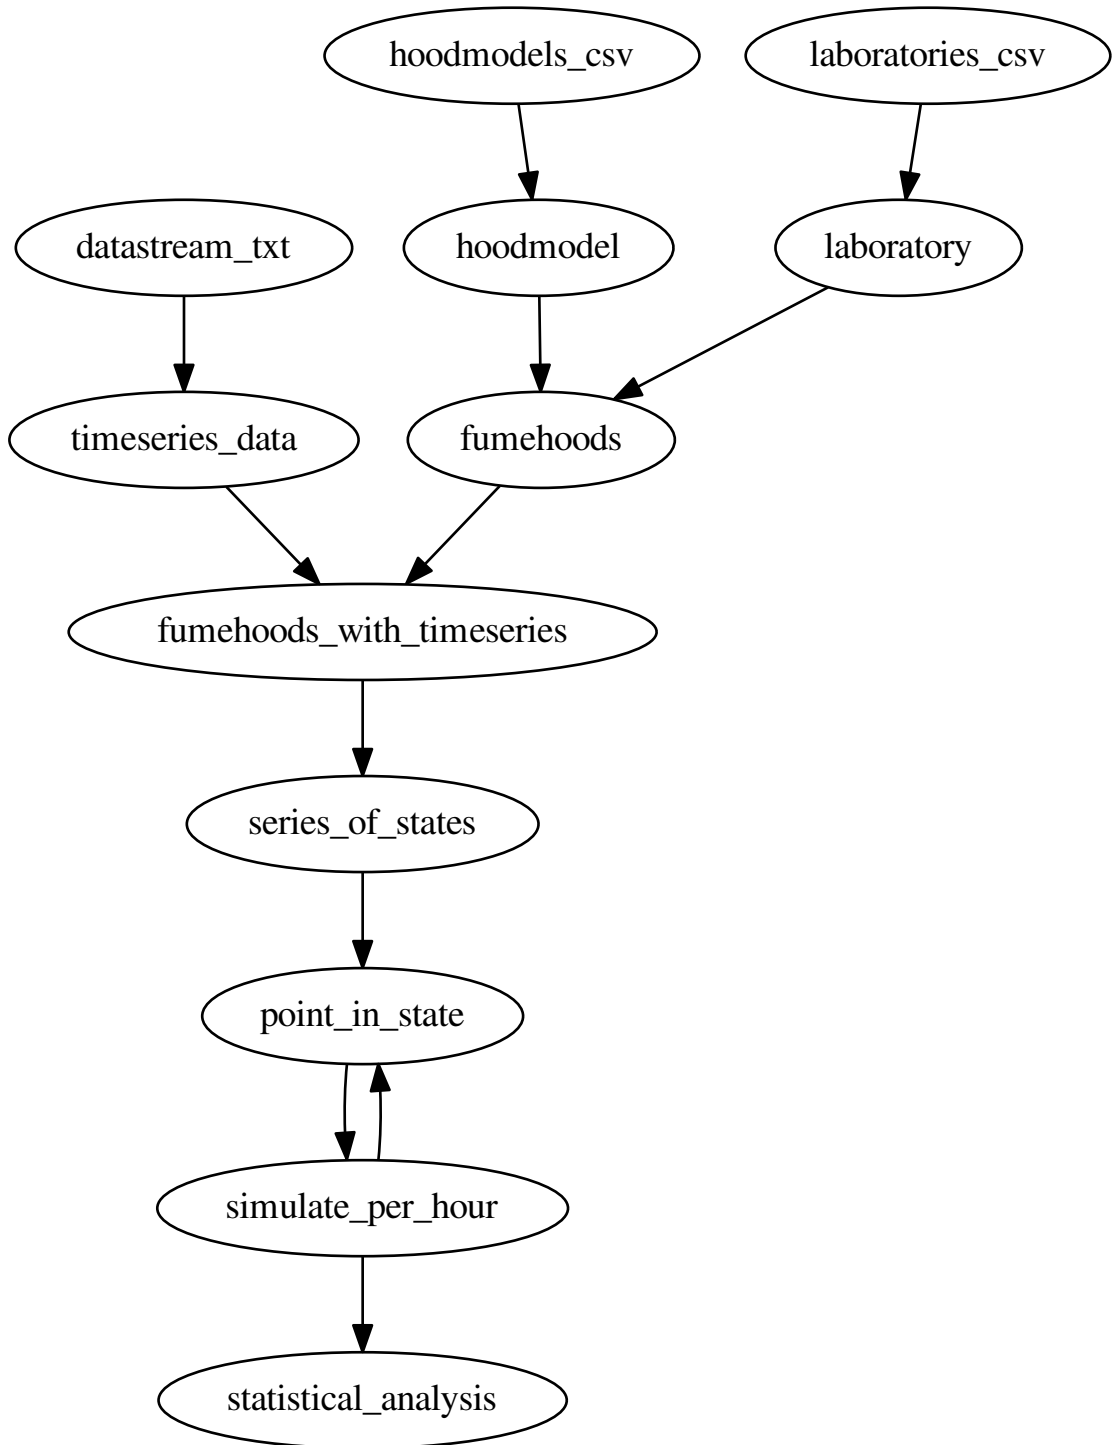 hoodmodels_csv
laboratories_csv
datastream_txt
hoodmodel
laboratory
timeseries_data
fumehoods
fumehoods_with_timeseries
series_of_states
point_in_state
simulate_per_hour
statistical_analysis